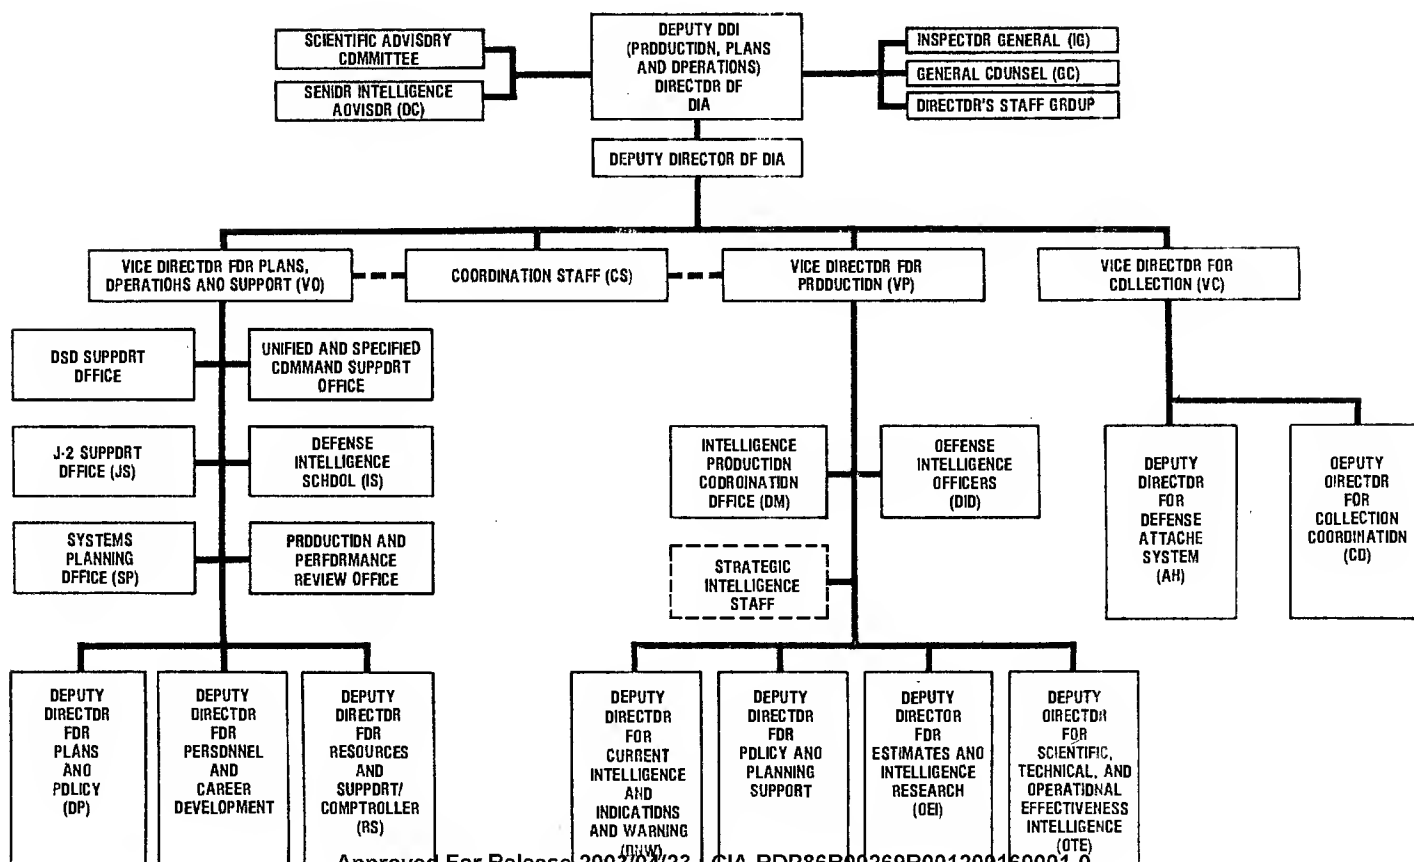 DEPUTY DDI
(PRODUCTION, PLANS
AND OPERATIONS)
DIRECTOR OF
DIA
SCIENTIFIC ADVISORY
COMMITTEE
SENIOR INTELLIGENCE
ADVISOR (DC)
INSPECTOR GENERAL (IG)
GENERAL COUNSEL (GC)
DIRECTOR'S STAFF GROUP
DEPUTY DIRECTOR OF DIA
VICE DIRECTOR FOR PLANS,
OPERATIONS AND SUPPORT (VO)
COORDINATION STAFF (CS)
VICE DIRECTOR FOR
PRODUCTION (VP)
VICE DIRECTOR FOR
COLLECTION (VC)
OSD SUPPORT
OFFICE
UNIFIED AND SPECIFIED
COMMAND SUPPORT
OFFICE
J-2 SUPPORT
OFFICE (JS)
DEFENSE
INTELLIGENCE
SCHOOL (IS)
SYSTEMS
PLANNING
OFFICE (SP)
PRODUCTION AND
PERFORMANCE
REVIEW OFFICE
INTELLIGENCE
PRODUCTION
COORDINATION
OFFICE (DM)
DEFENSE
INTELLIGENCE
OFFICERS
(DIO)
STRATEGIC
INTELLIGENCE
STAFF
DEPUTY
DIRECTOR
FOR
DEFENSE
ATTACHE
SYSTEM
(AH)
DEPUTY
DIRECTOR
FOR
COLLECTION
COORDINATION
(CO)
DEPUTY
DIRECTOR
FOR
PLANS
AND
POLICY
(DP)
DEPUTY
DIRECTOR
FOR
PERSONNEL
AND
CAREER
DEVELOPMENT
DEPUTY
DIRECTOR
FOR
RESOURCES
AND
SUPPORT/
COMPTROLLER
(RS)
DEPUTY
DIRECTOR
FOR
CURRENT
INTELLIGENCE
AND
INDICATIONS
AND WARNING
DEPUTY
DIRECTOR
FOR
POLICY AND
PLANNING
SUPPORT
DEPUTY
DIRECTOR
FOR
ESTIMATES AND
INTELLIGENCE
RESEARCH
(OEI)
DEPUTY
DIRECTOR
FOR
SCIENTIFIC,
TECHNICAL, AND
OPERATIONAL
EFFECTIVENESS
INTELLIGENCE
(OTE)
Approved For Release